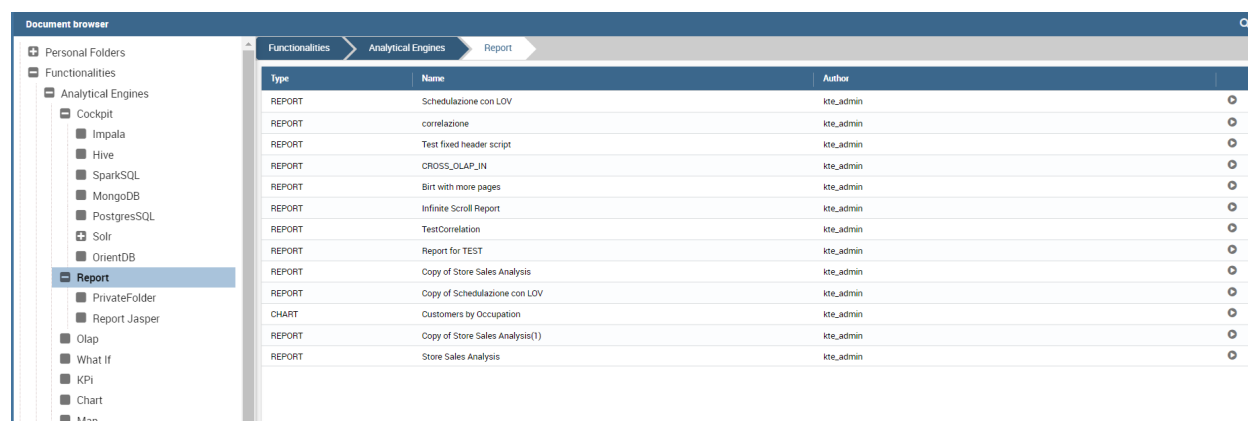 Document browser
Personal Folders
Functionalities
Analytical Engines
Cockpit
Impala
Hive
SparkSQL
MongoDB
PostgresSQL
Solr
OrientDB
Report
PrivateFolder
Report Jasper
Olap
What If
KPi
Chart
Map
Functionalities Analytical Engines Report
Type Name Author
REPORT Schedulazione con LOV kte_admin
REPORT correlazione kte_admin
REPORT Test fixed header script kte_admin
REPORT CROSS_OLAP_IN kte_admin
REPORT Birt with more pages kte_admin
REPORT Infinite Scroll Report kte_admin
REPORT TestCorrelation kte_admin
REPORT Report for TEST kte_admin
REPORT Copy of Store Sales Analysis kte_admin
REPORT Copy of Schedulazione con LOV kte_admin
CHART Customers by Occupation kte_admin
REPORT Copy of Store Sales Analysis(1) kte_admin
REPORT Store Sales Analysis kte_admin